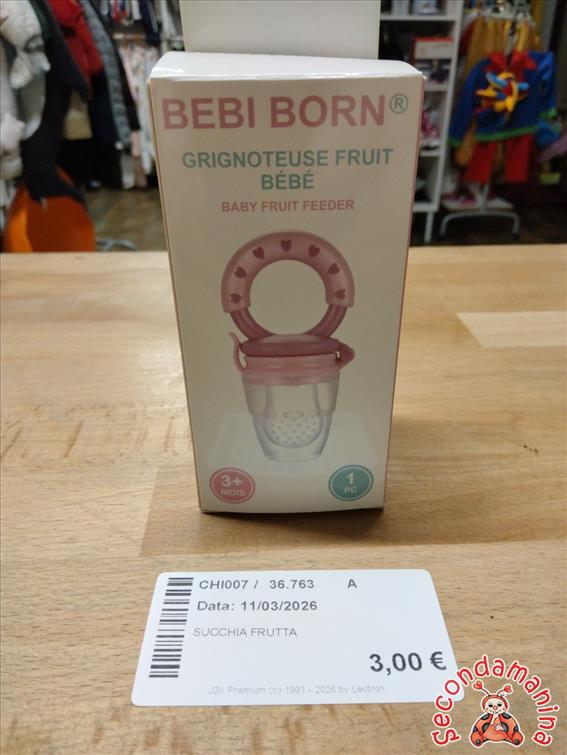 BEBI BORN®
GRIGNOTEUSE FRUIT
BÉBÉ
BABY FRUIT FEEDER
3+
MOIS
1
PC
CHI007 / 36.763 A
Data: 11/03/2026
SUCCHIA FRUTTA
3,00 €
J2K Premium (c) 1991 - 2026 by Leotron
secondamanina